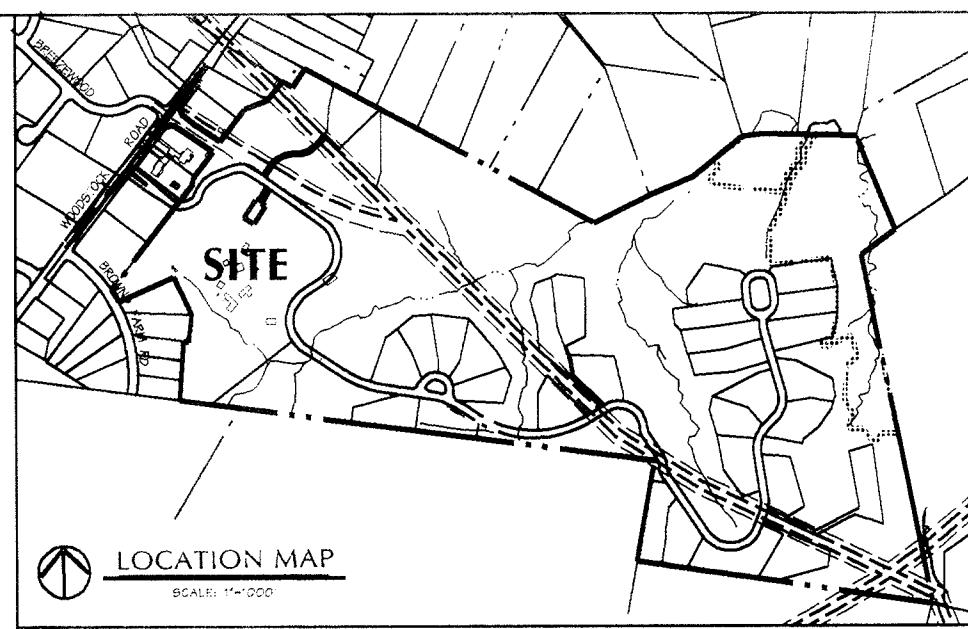 BREEZEWOOD
ROAD
WOODSTOCK
SITE
BROWN FARM RD
LOCATION MAP
SCALE: 1"=1000'